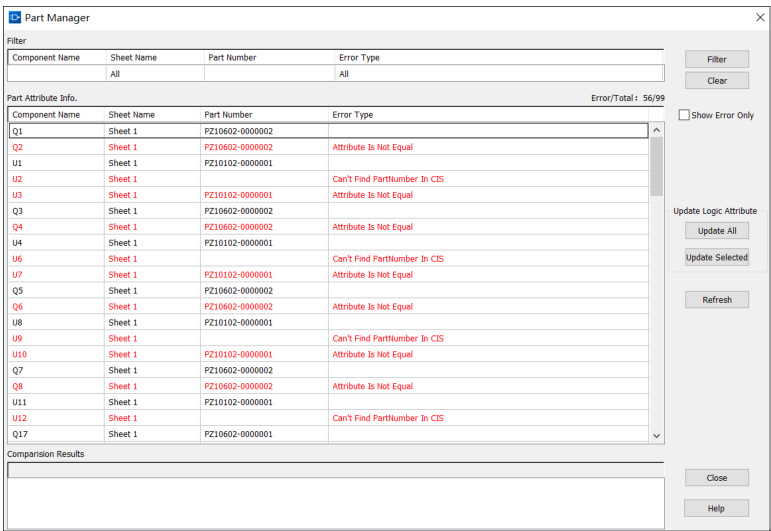 Part Manager
Filter
Component Name Sheet Name Part Number Error Type
All All
Filter
Clear
Part Attribute Info. Error/Total : 56/99
Show Error Only
Component Name Sheet Name Part Number Error Type
Q1 Sheet 1 PZ10602-0000002
Q2 Sheet 1 PZ10602-0000002 Attribute Is Not Equal
U1 Sheet 1 PZ10102-0000001
U2 Sheet 1 Can't Find PartNumber In CIS
U3 Sheet 1 PZ10102-0000001 Attribute Is Not Equal
Q3 Sheet 1 PZ10602-0000002
Q4 Sheet 1 PZ10602-0000002 Attribute Is Not Equal
U4 Sheet 1 PZ10102-0000001
U6 Sheet 1 Can't Find PartNumber In CIS
U7 Sheet 1 PZ10102-0000001 Attribute Is Not Equal
Q5 Sheet 1 PZ10602-0000002
Q6 Sheet 1 PZ10602-0000002 Attribute Is Not Equal
U8 Sheet 1 PZ10102-0000001
U9 Sheet 1 Can't Find PartNumber In CIS
U10 Sheet 1 PZ10102-0000001 Attribute Is Not Equal
Q7 Sheet 1 PZ10602-0000002
Q8 Sheet 1 PZ10602-0000002 Attribute Is Not Equal
U11 Sheet 1 PZ10102-0000001
U12 Sheet 1 Can't Find PartNumber In CIS
Q17 Sheet 1 PZ10602-0000001
Update Logic Attribute
Update All
Update Selected
Refresh
Comparision Results
Close
Help